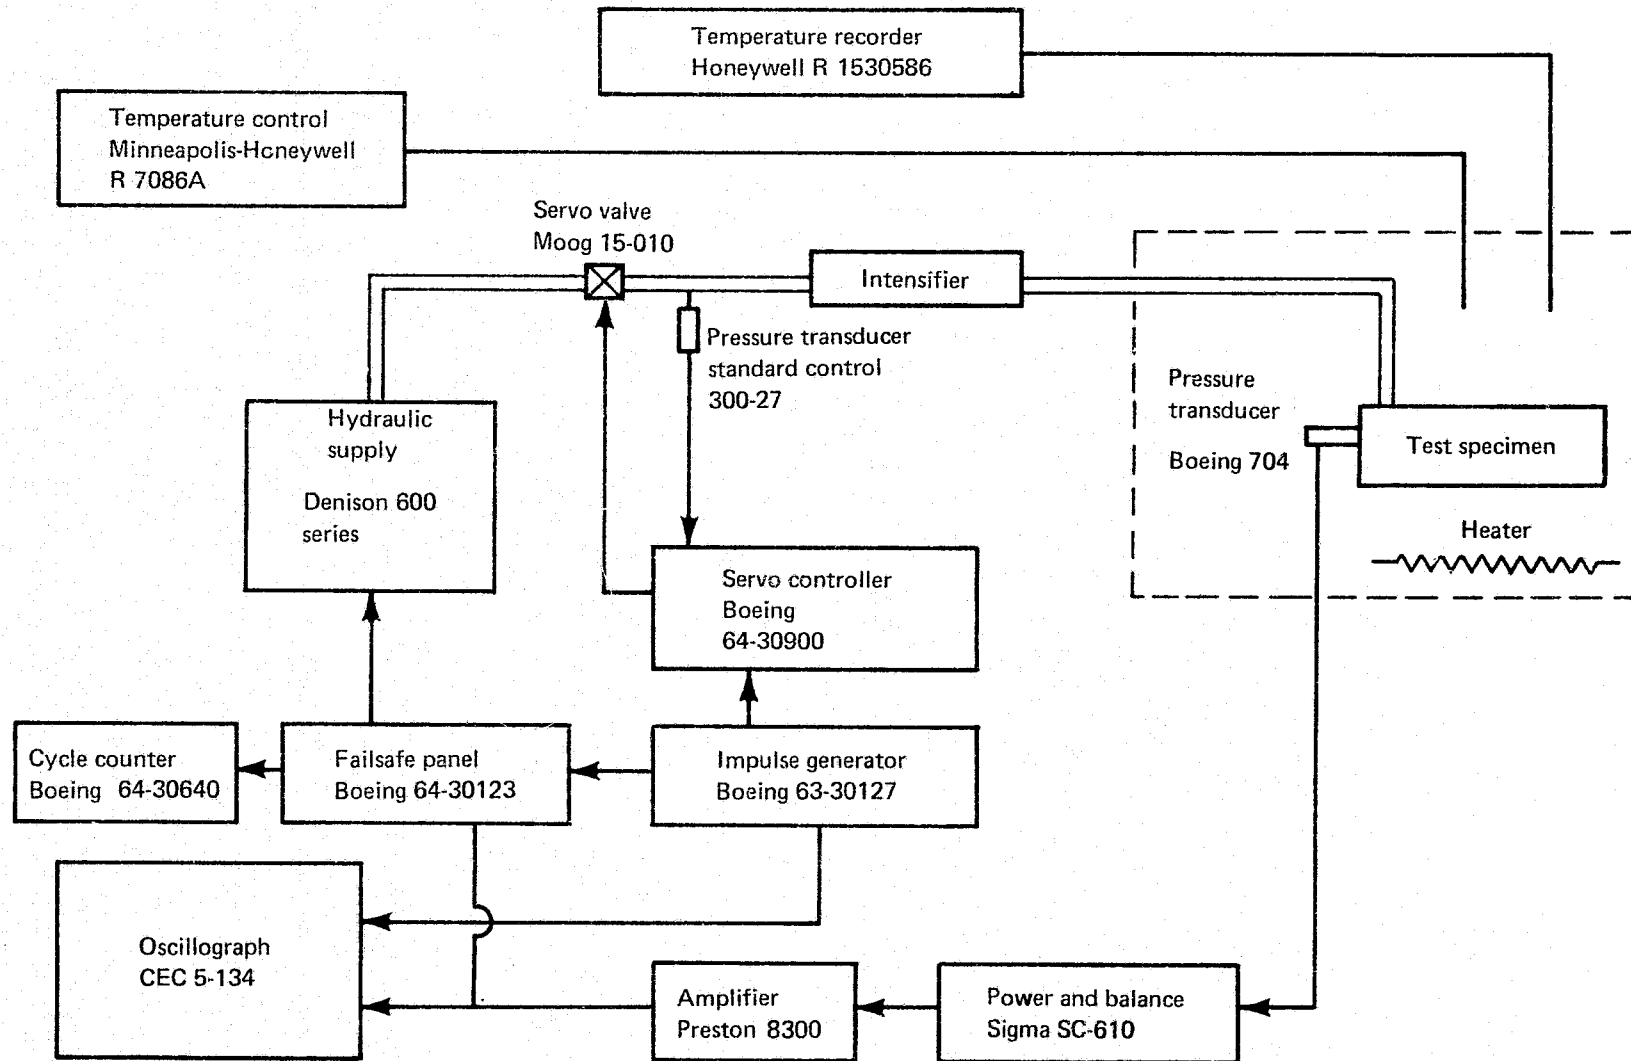 Temperature recorder
Honeywell R 1530586
Temperature control
Minneapolis-Honeywell
R 7086A
Servo valve
Moog 15-010
Intensifier
Pressure transducer
standard control
300-27
Pressure
transducer
Boeing 704
Test specimen
Heater
Hydraulic
supply
Denison 600
series
Servo controller
Boeing
64-30900
Cycle counter
Boeing 64-30640
Failsafe panel
Boeing 64-30123
Impulse generator
Boeing 63-30127
Oscillograph
CEC 5-134
Amplifier
Preston 8300
Power and balance
Sigma SC-610